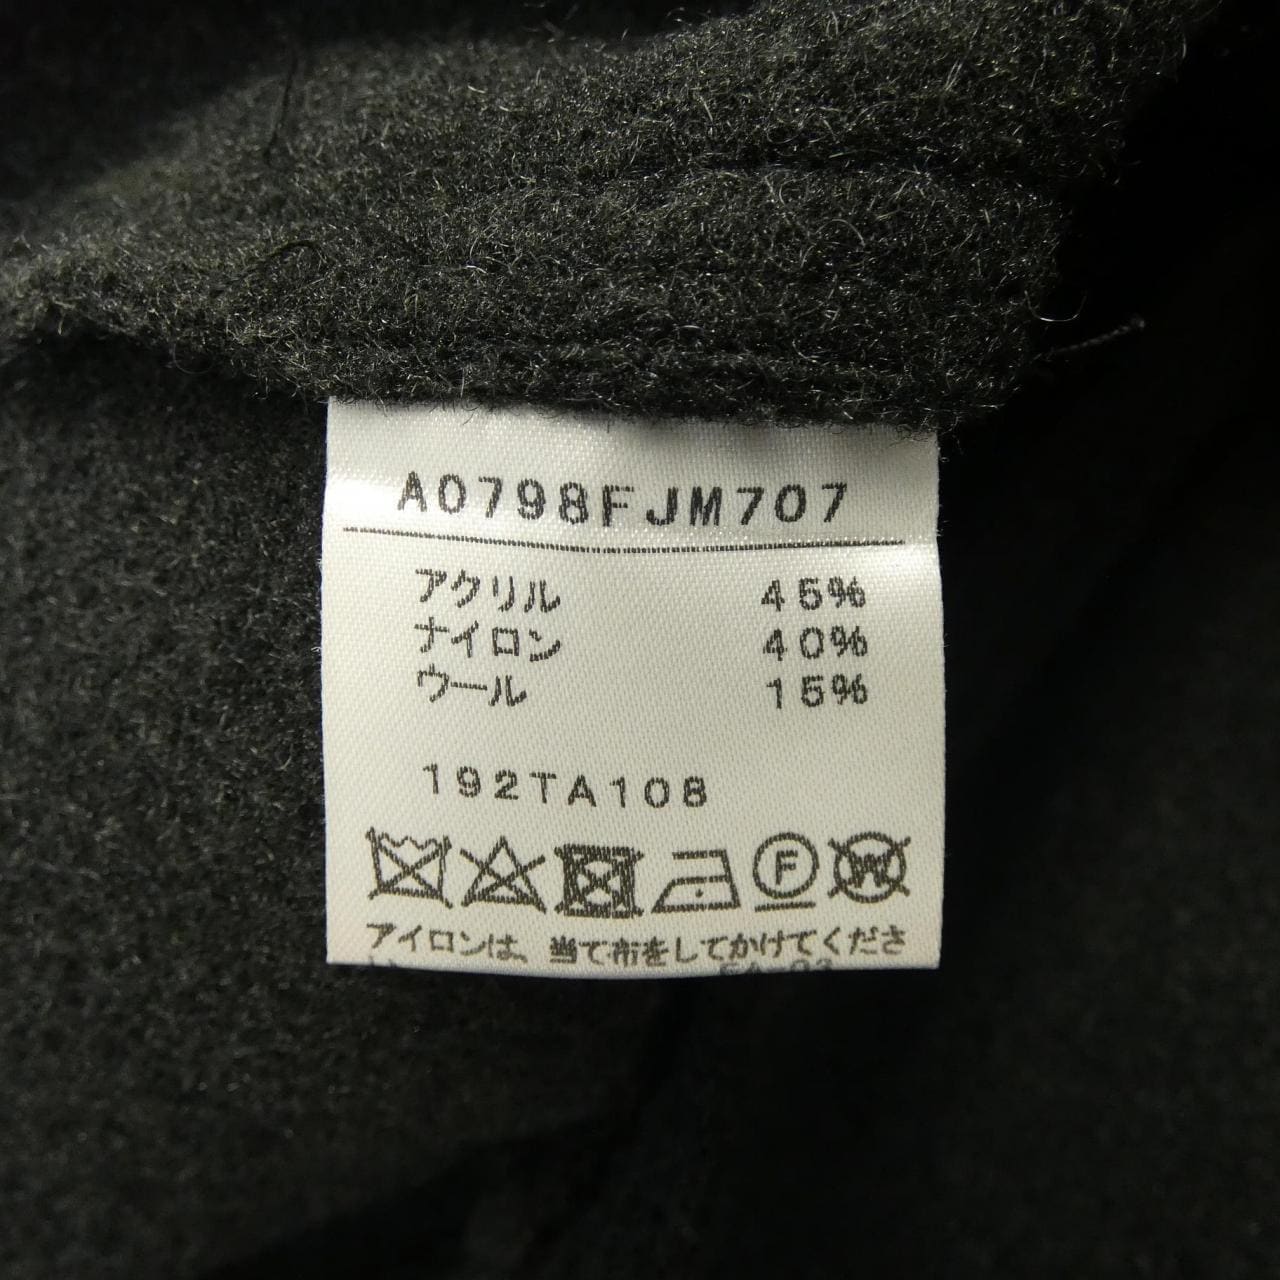 A0798FJM707
アクリル 45%
ナイロン 40%
ウール 15%
192TA108
F W
アイロンは、当て布をしてかけてくださ